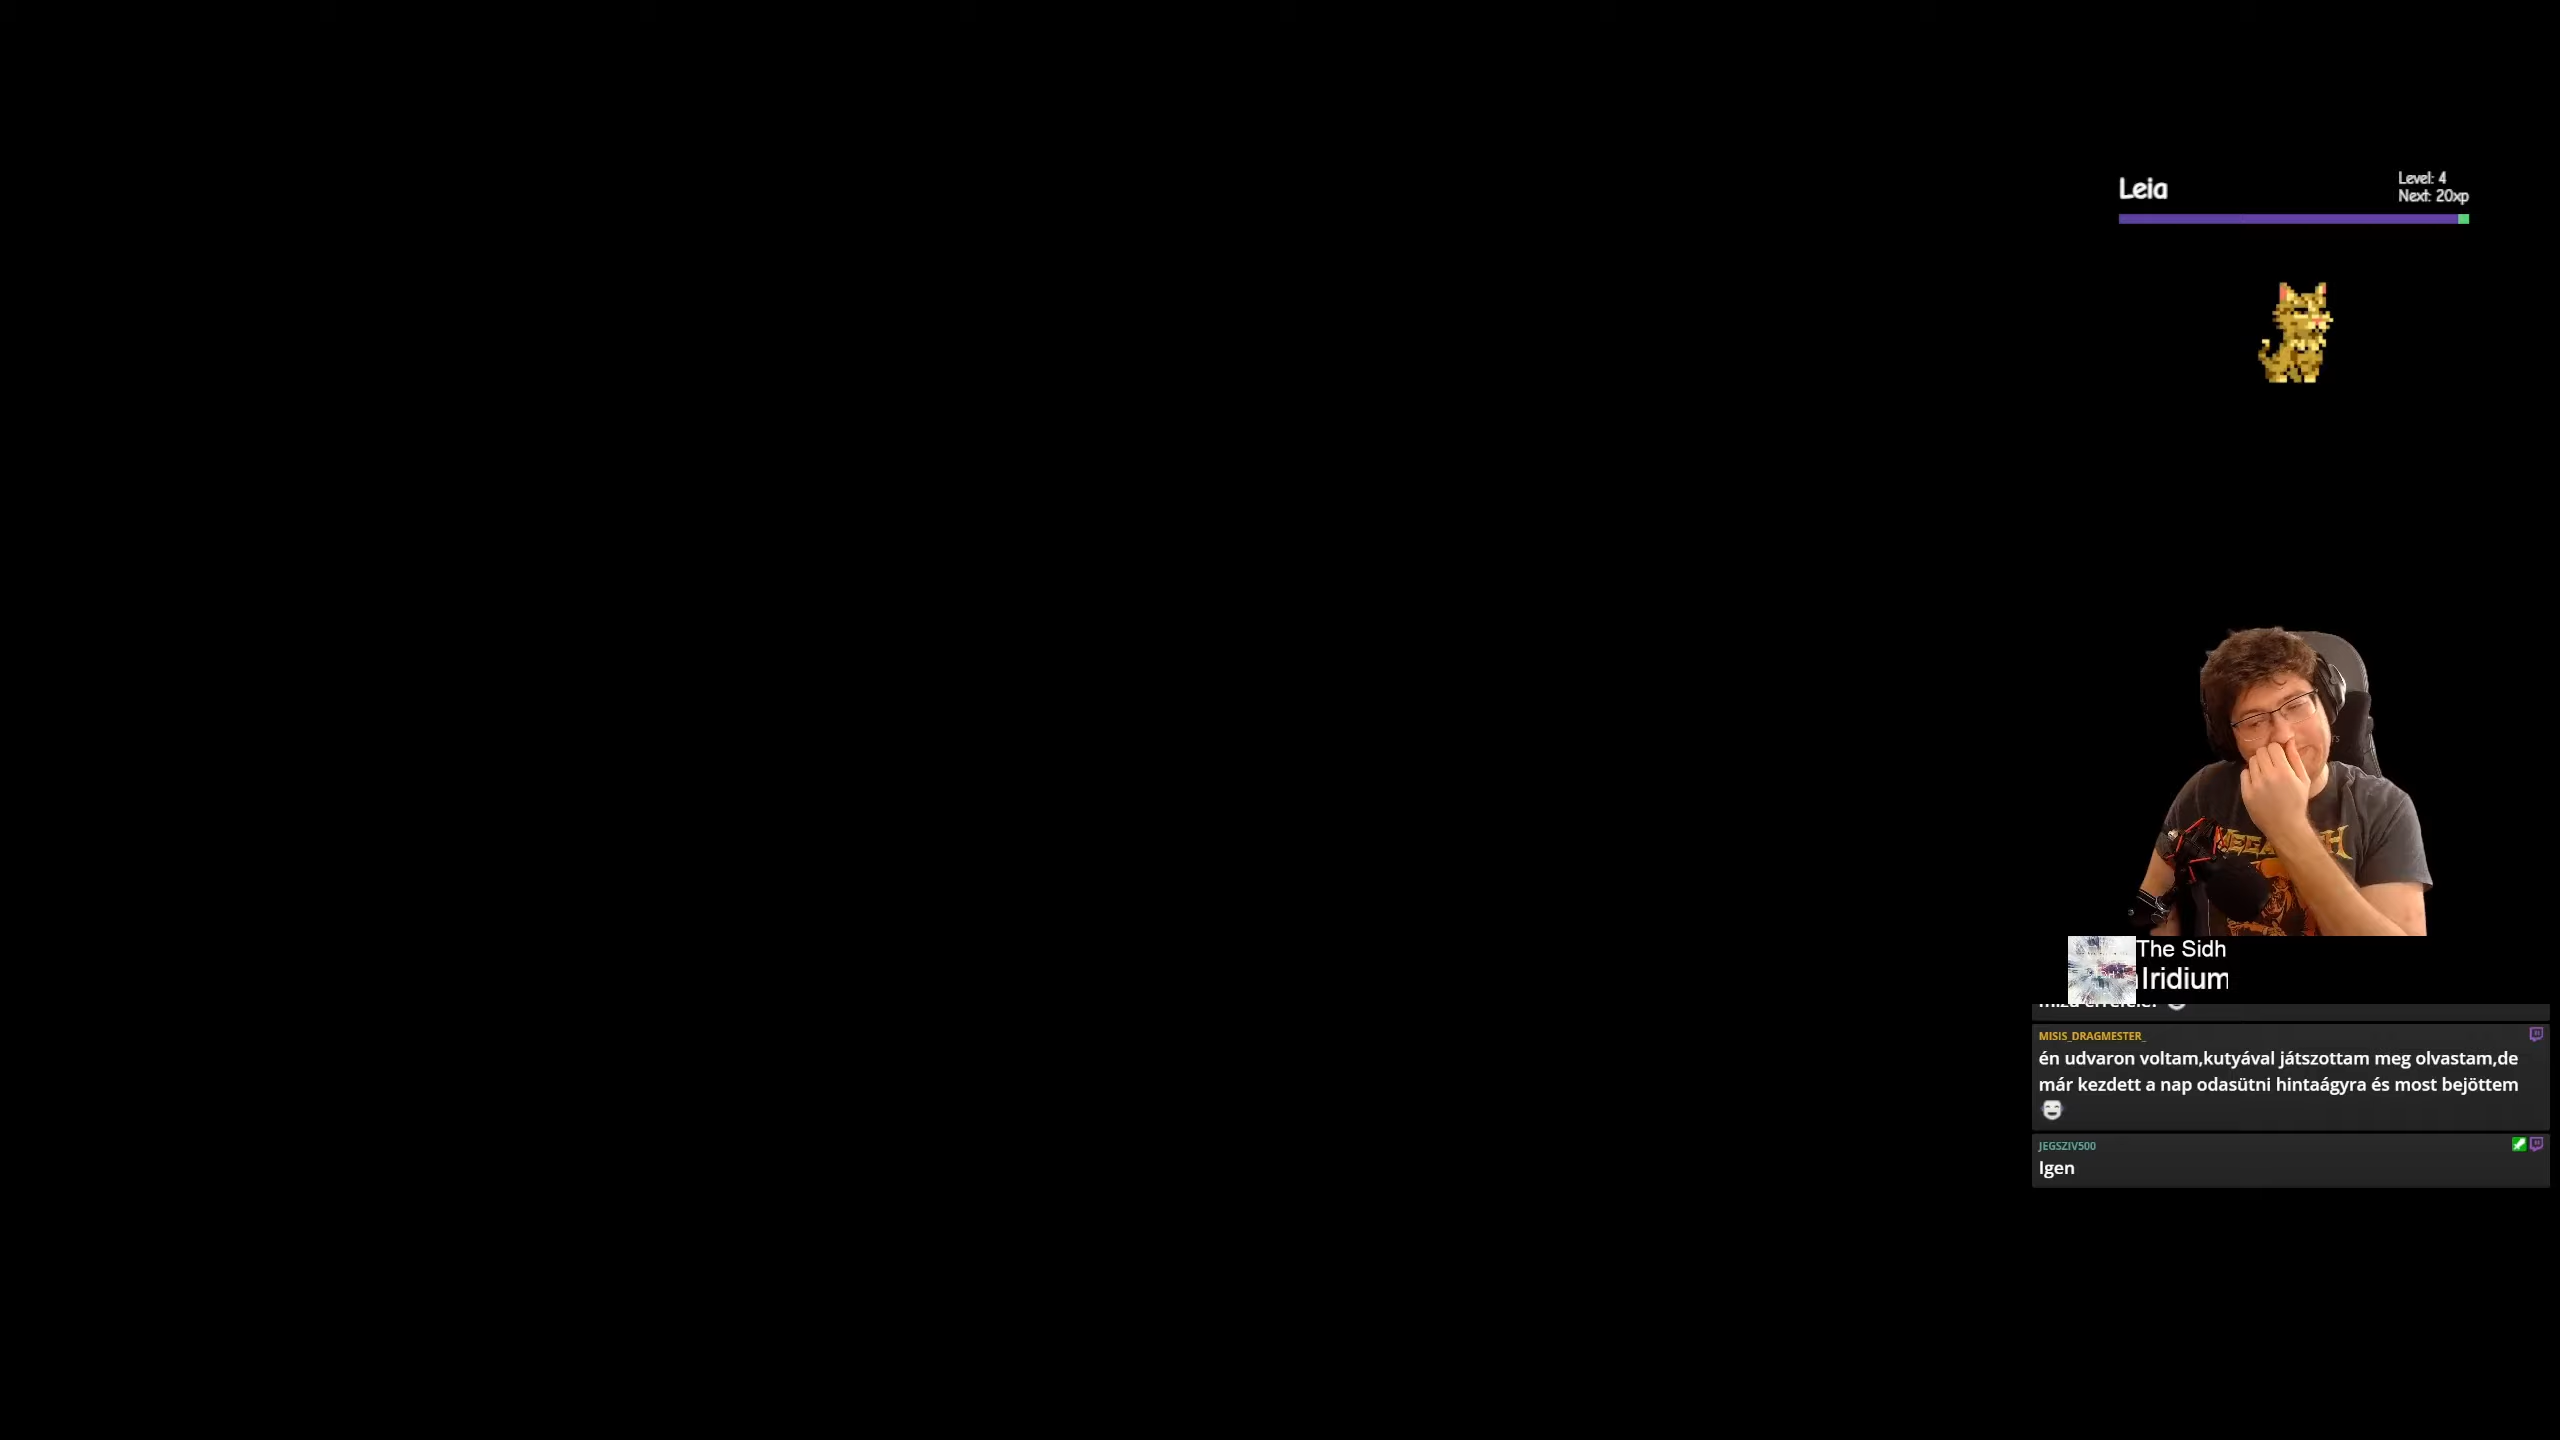 Leia
Level: 4
Next: 20xp
MEGA
The Sidh
Iridium
MISIS_DRAGMESTER_
én udvaron voltam,kutyával játszottam meg olvastam,de
már kezdett a nap odasütni hintaágyra és most bejöttem
JEGSZIV500
Igen